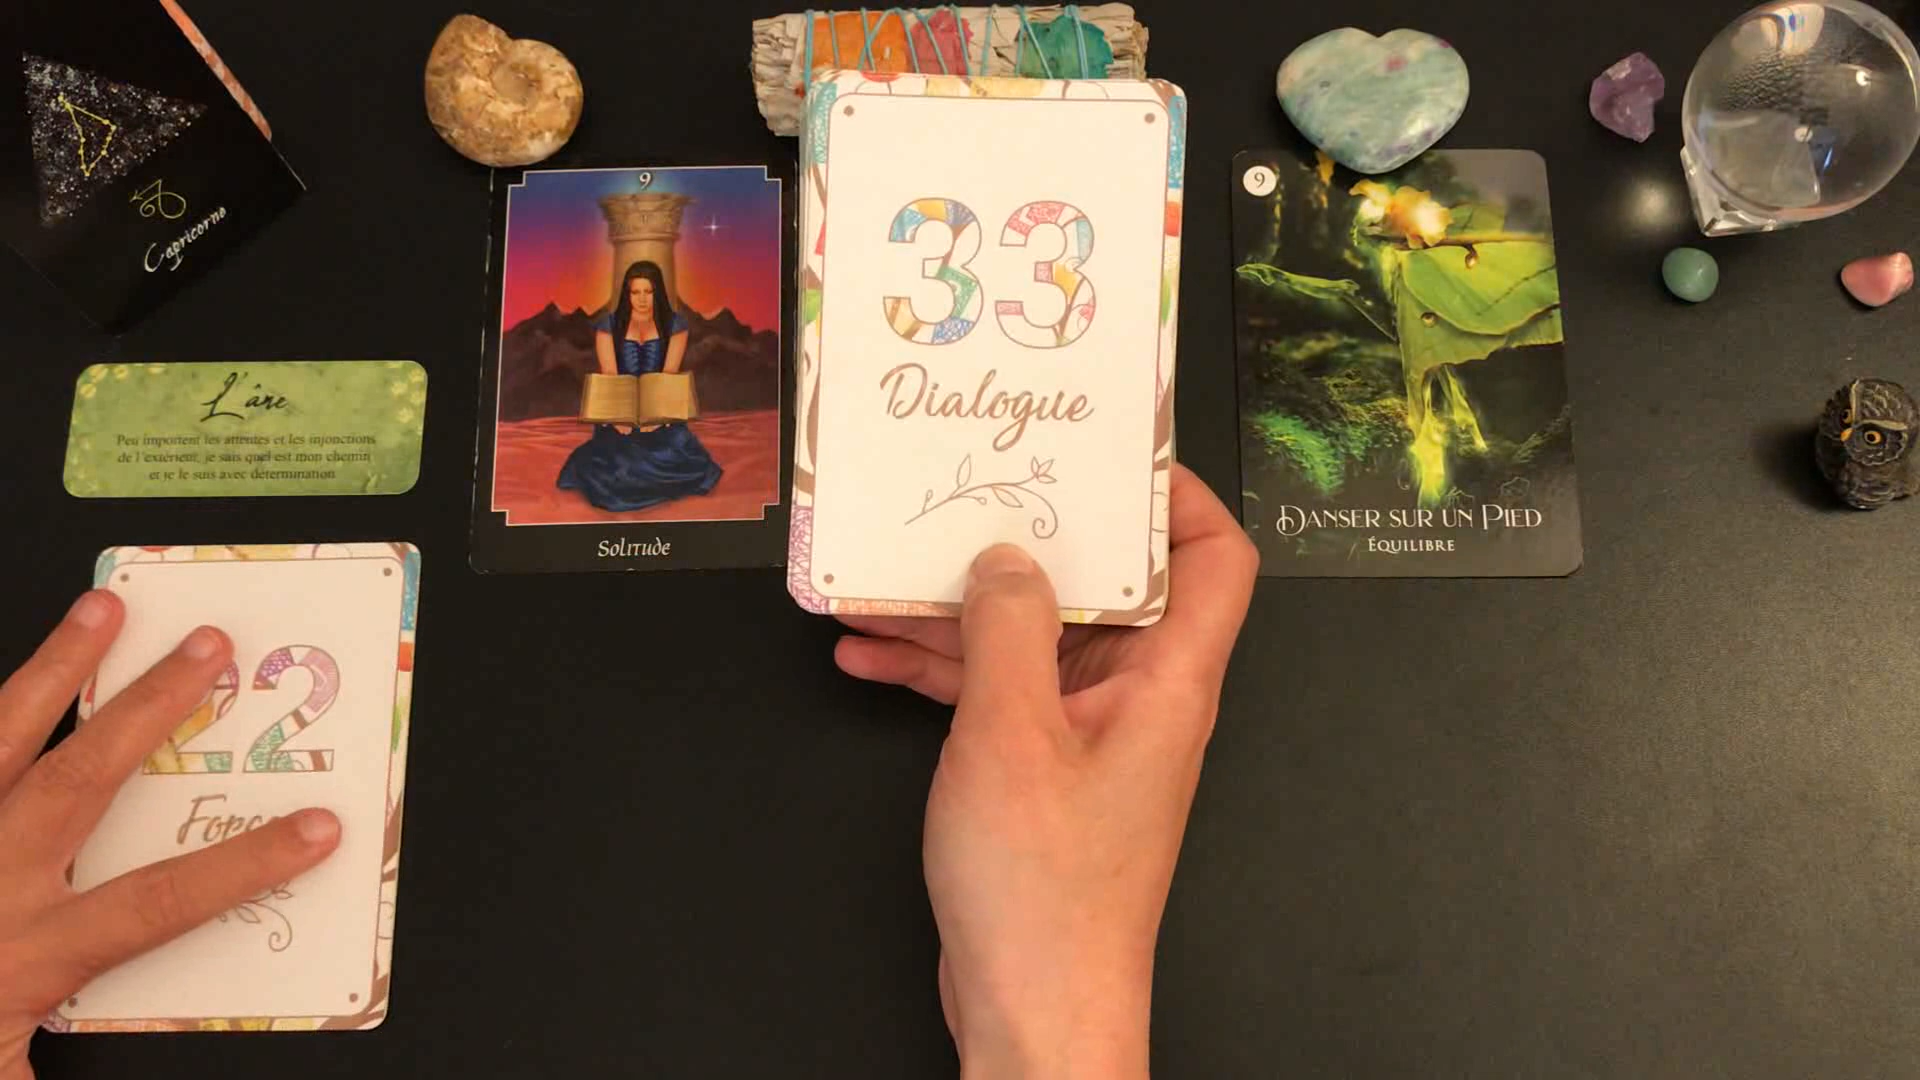 Capricorne
L'âne
Peu importent les attentes et les injonctions
de l'extérieur, je sais quel est mon chemin
et je le suis avec détermination
9
Solitude
33
Dialogue
9
Danser sur un Pied
Équilibre
22
Force